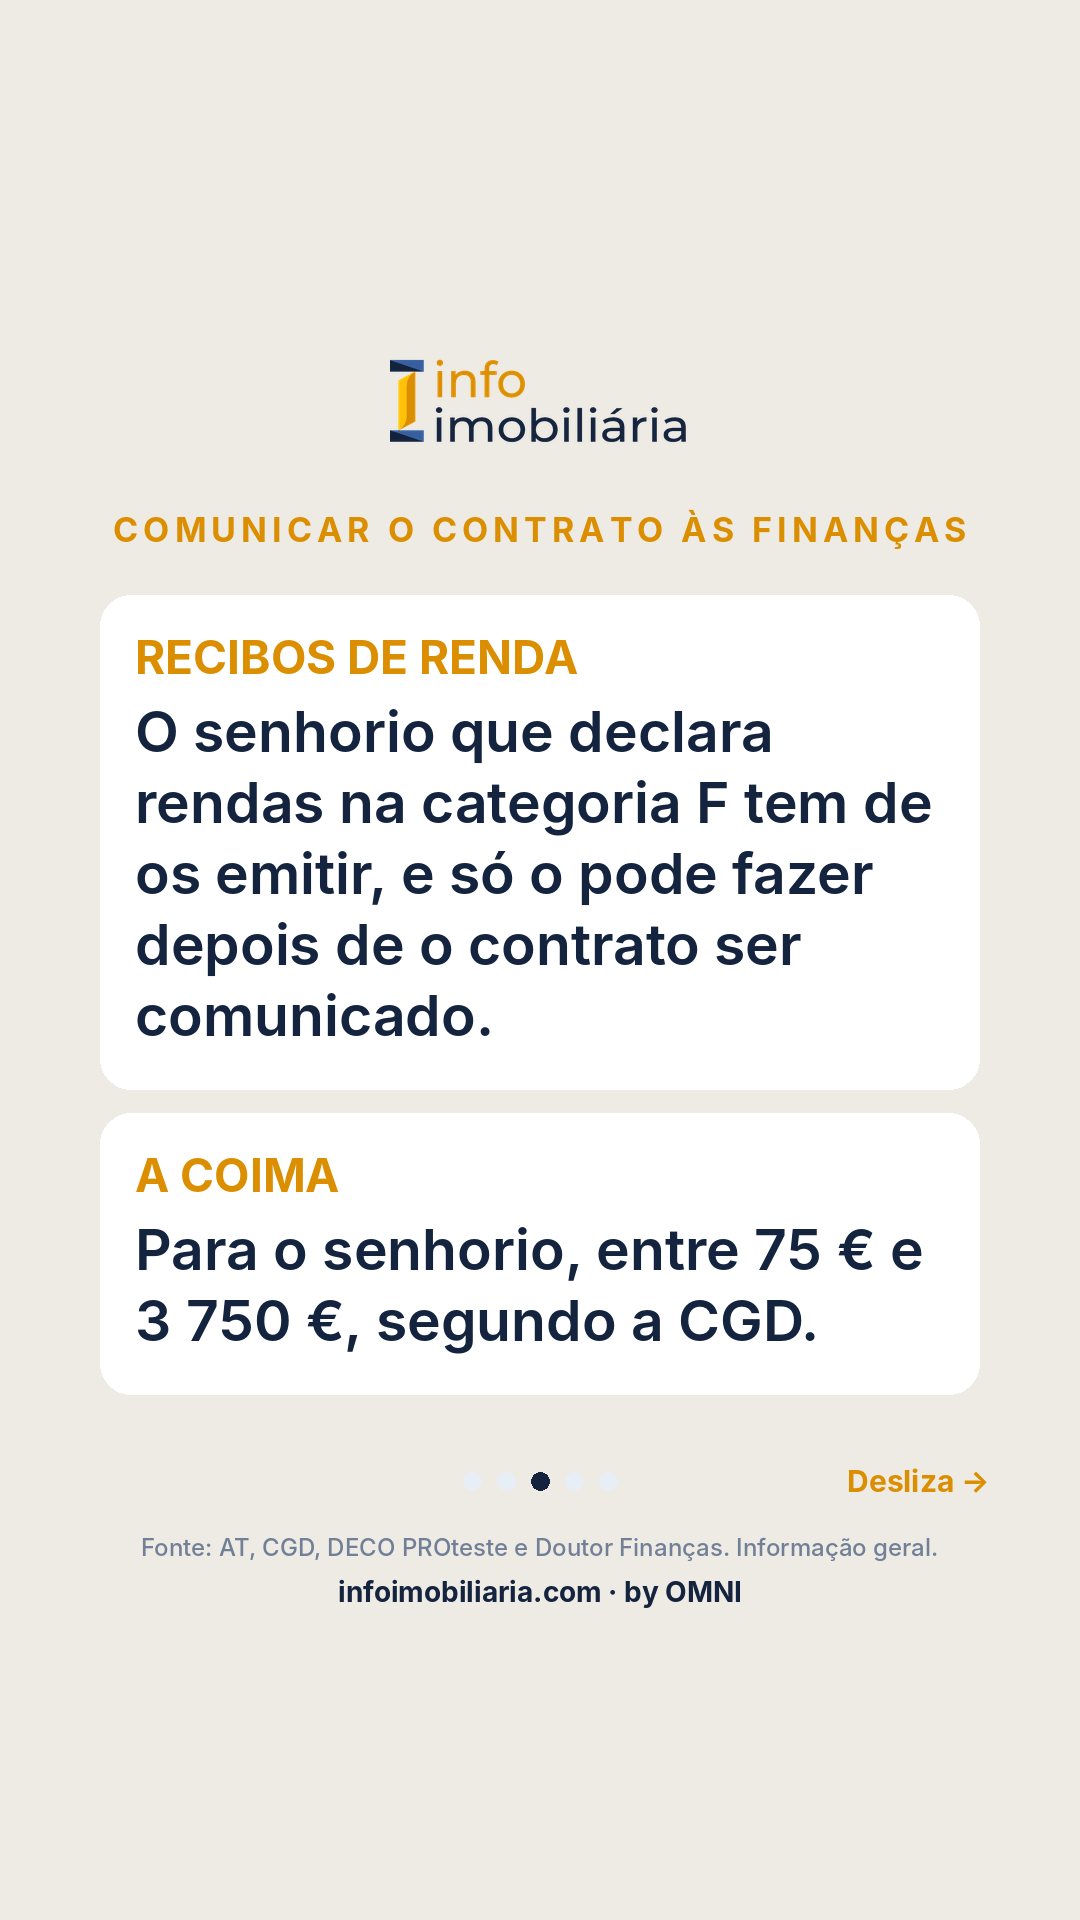 info
imobiliária
COMUNICAR O CONTRATO ÀS FINANÇAS
RECIBOS DE RENDA
O senhorio que declara
rendas na categoria F tem de
os emitir, e só o pode fazer
depois de o contrato ser
comunicado.
A COIMA
Para o senhorio, entre 75 € e
3 750 €, segundo a CGD.
Desliza →
Fonte: AT, CGD, DECO PROteste e Doutor Finanças. Informação geral.
infoimobiliaria.com · by OMNI